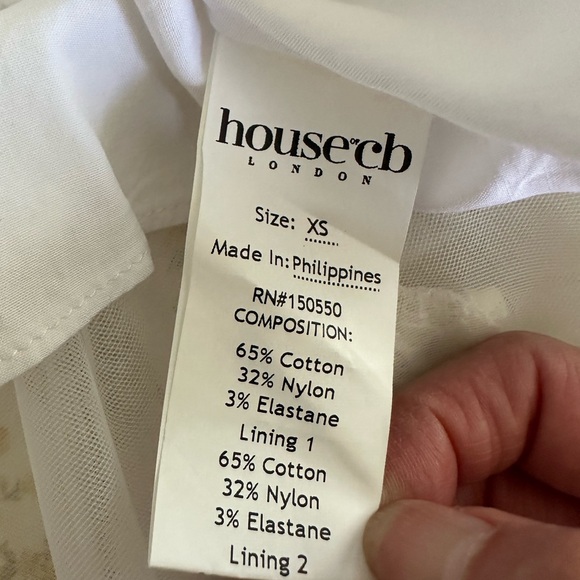 house of cb
LONDON
Size: XS
Made In: Philippines
RN#150550
COMPOSITION:
65% Cotton
32% Nylon
3% Elastane
Lining 1
65% Cotton
32% Nylon
3% Elastane
Lining 2